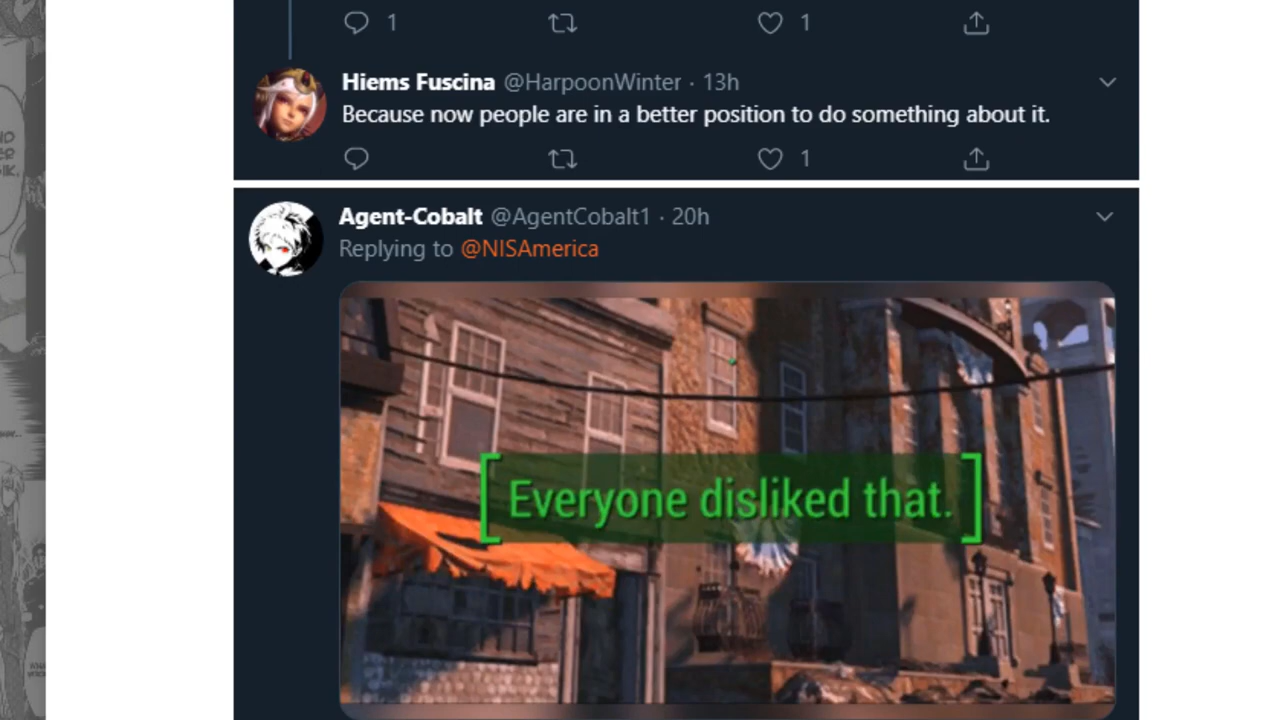 1
1
Hiems Fuscina @HarpoonWinter · 13h
Because now people are in a better position to do something about it.
1
Agent-Cobalt @AgentCobalt1 · 20h
Replying to @NISAmerica
[Everyone disliked that.]